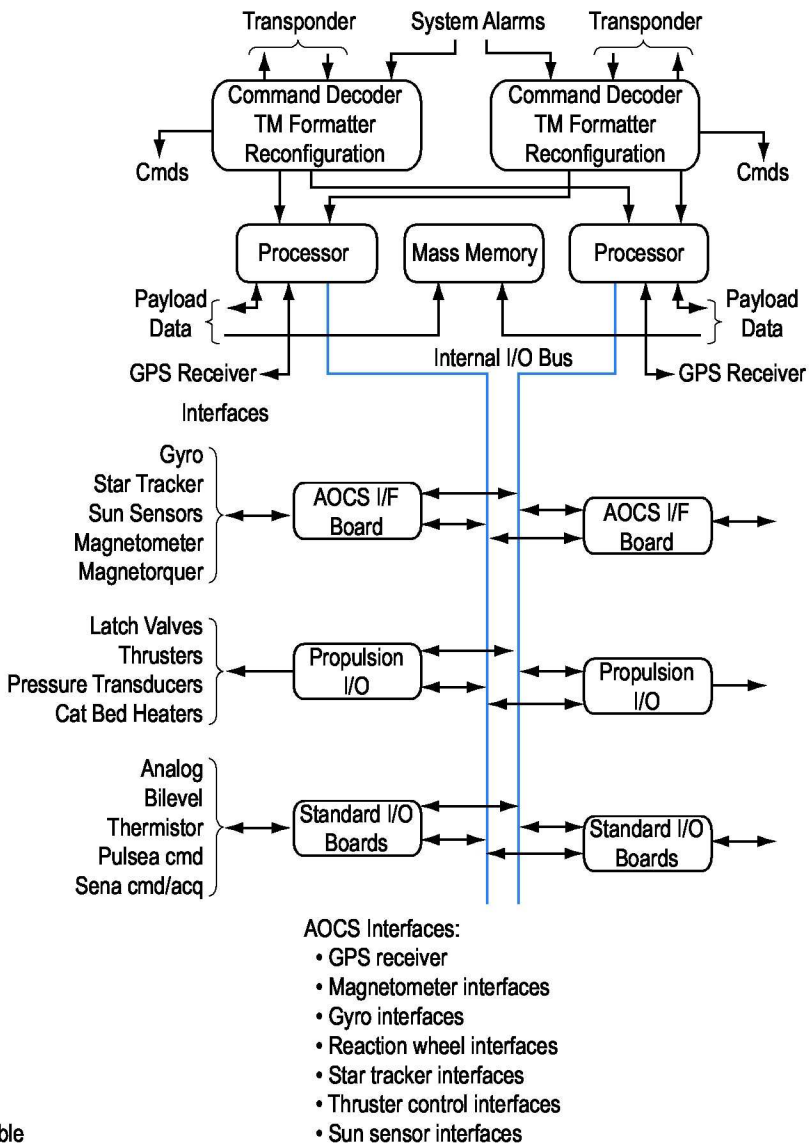 Transponder
System Alarms
Transponder
Command Decoder
TM Formatter
Reconfiguration
Command Decoder
TM Formatter
Reconfiguration
Cmds
Cmds
Processor
Mass Memory
Processor
Payload
Data
Payload
Data
Internal I/O Bus
GPS Receiver
GPS Receiver
Interfaces
Gyro
Star Tracker
Sun Sensors
Magnetometer
Magnetorquer
AOCS I/F
Board
AOCS I/F
Board
Latch Valves
Thrusters
Pressure Transducers
Cat Bed Heaters
Propulsion
I/O
Propulsion
I/O
Analog
Bilevel
Thermistor
Pulsea cmd
Sena cmd/acq
Standard I/O
Boards
Standard I/O
Boards
AOCS Interfaces:
• GPS receiver
• Magnetometer interfaces
• Gyro interfaces
• Reaction wheel interfaces
• Star tracker interfaces
• Thruster control interfaces
• Sun sensor interfaces
ble